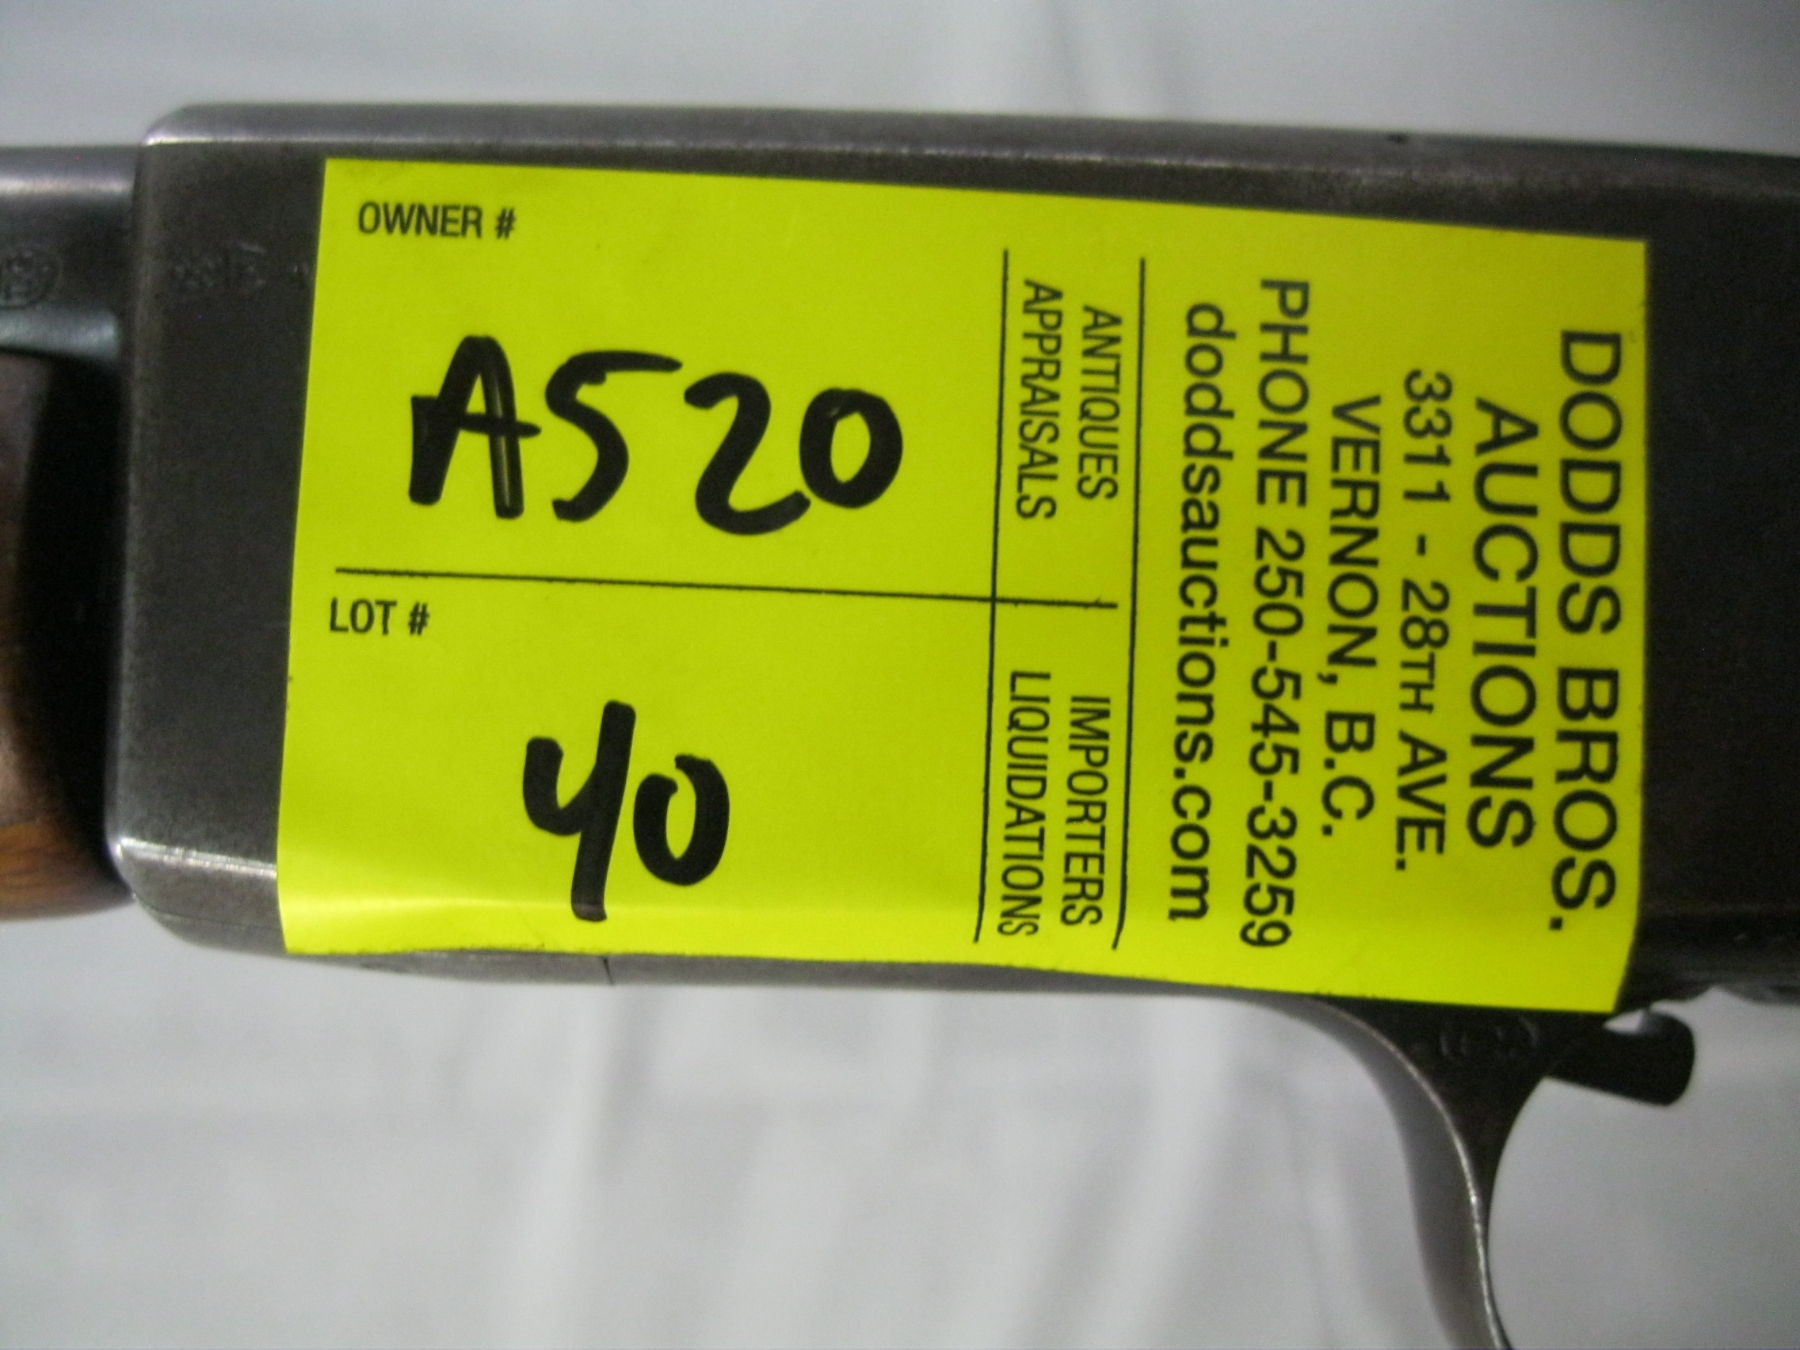 OWNER #
A520
LOT #
40
DODDS BROS.
AUCTIONS
3311 - 28TH AVE.
VERNON, B.C.
PHONE 250-545-3259
doddsauctions.com
ANTIQUES
APPRAISALS
IMPORTERS
LIQUIDATIONS